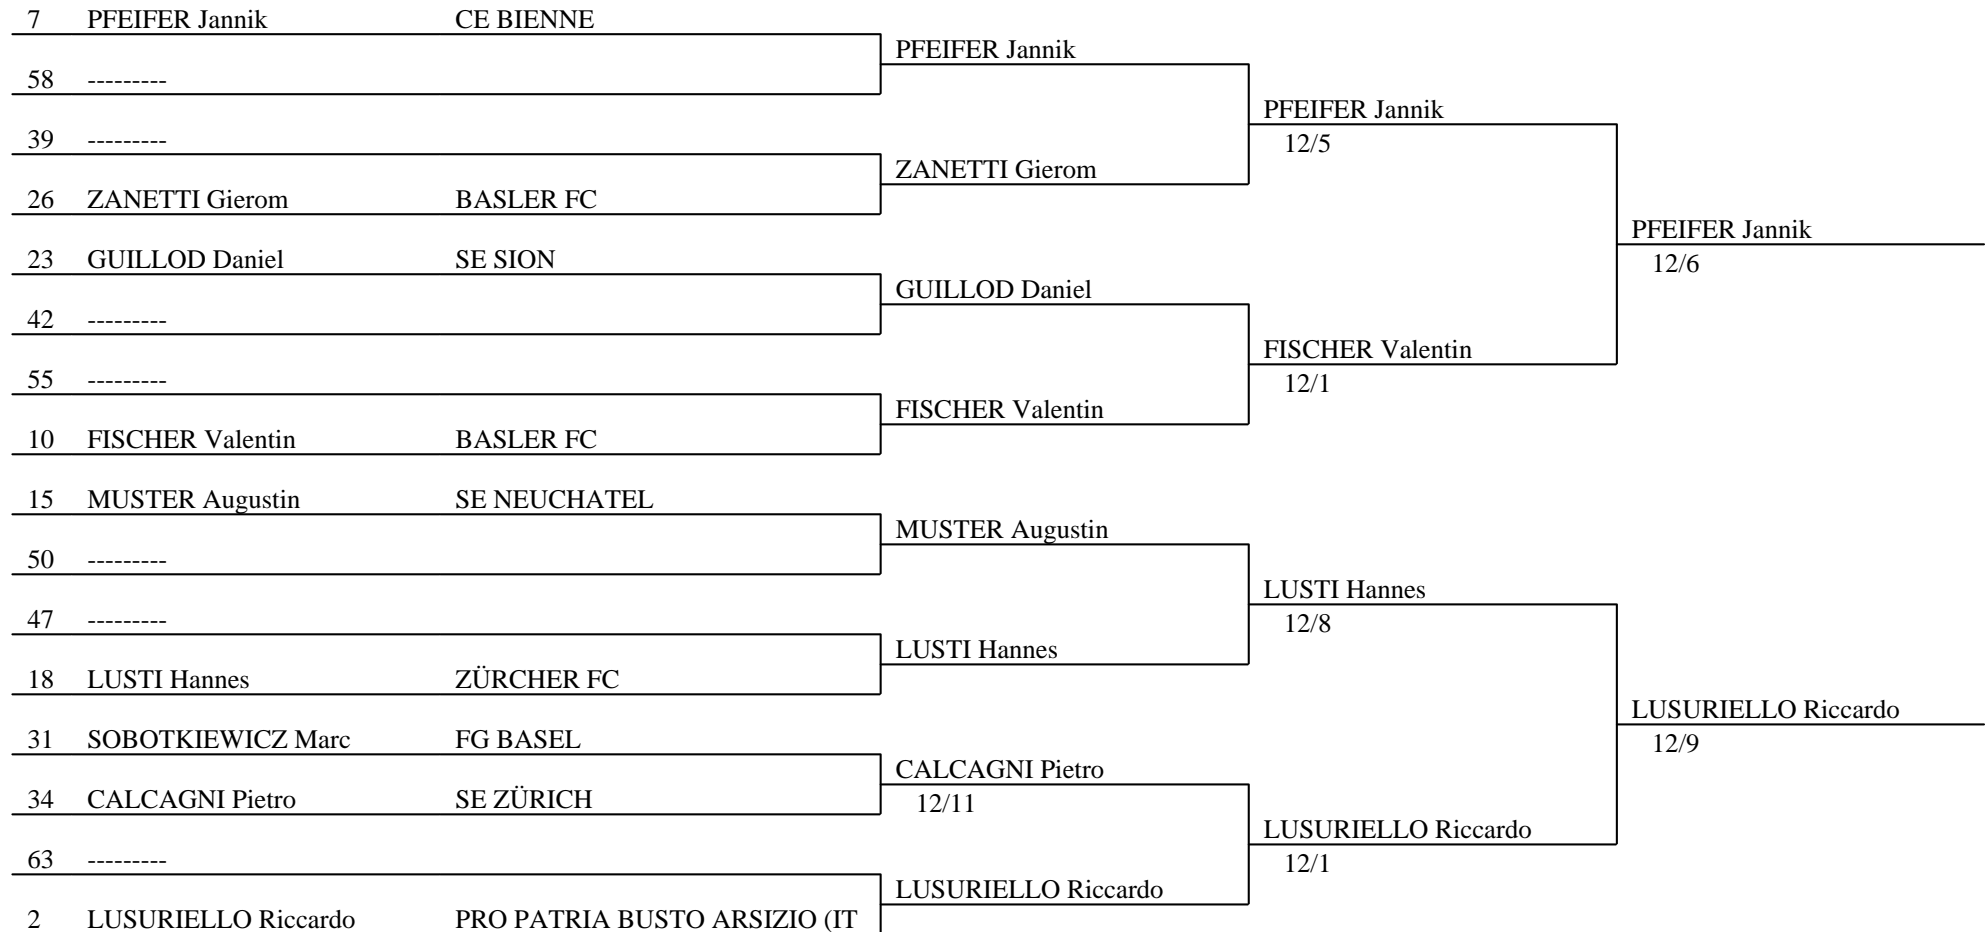 7 PFEIFER Jannik CE BIENNE
PFEIFER Jannik
58 ---------
PFEIFER Jannik
12/5
39 ---------
ZANETTI Gierom
26 ZANETTI Gierom BASLER FC
PFEIFER Jannik
12/6
23 GUILLOD Daniel SE SION
GUILLOD Daniel
42 ---------
FISCHER Valentin
12/1
55 ---------
FISCHER Valentin
10 FISCHER Valentin BASLER FC
15 MUSTER Augustin SE NEUCHATEL
MUSTER Augustin
50 ---------
LUSTI Hannes
12/8
47 ---------
LUSTI Hannes
18 LUSTI Hannes ZÜRCHER FC
LUSURIELLO Riccardo
12/9
31 SOBOTKIEWICZ Marc FG BASEL
CALCAGNI Pietro
12/11
34 CALCAGNI Pietro SE ZÜRICH
LUSURIELLO Riccardo
12/1
63 ---------
LUSURIELLO Riccardo
2 LUSURIELLO Riccardo PRO PATRIA BUSTO ARSIZIO (IT